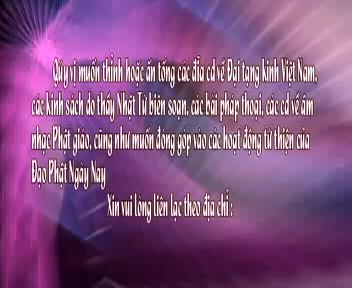 Qúy vị muốn thỉnh hoặc ấn tống các đĩa cd về Đại tạng kinh Việt Nam,
các kinh sách do thầy Nhật Từ biên soạn, các bài pháp thoại, các cd về âm
nhạc Phật giáo, cũng như muốn đóng góp vào các hoạt động từ thiện của
Đạo Phật Ngày Nay
Xin vui lòng liên lạc theo địa chỉ :